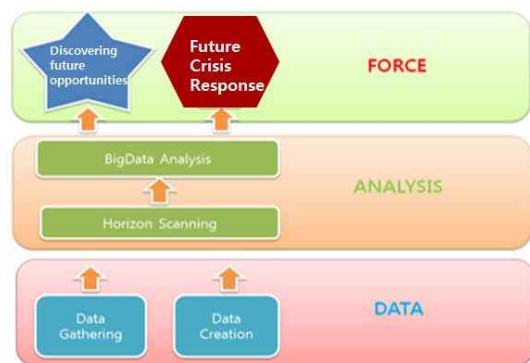 Discovering
future
opportunities
Future
Crisis
Response
FORCE
BigData Analysis
Horizon Scanning
ANALYSIS
Data
Gathering
Data
Creation
DATA